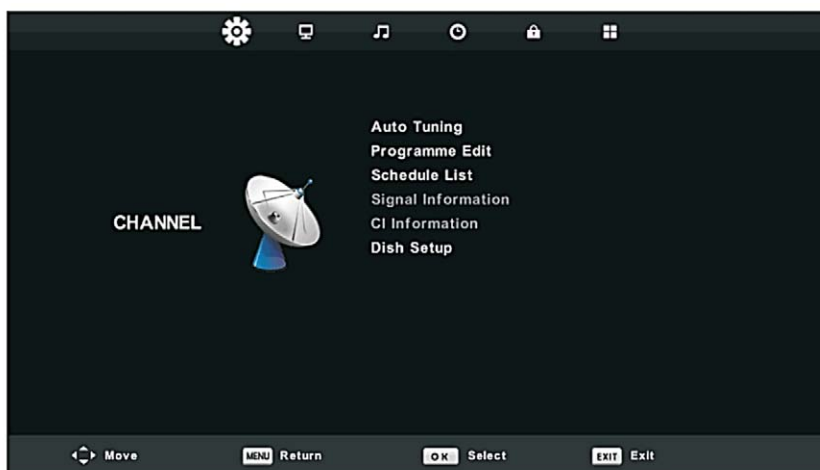 Auto Tuning
Programme Edit
Schedule List
Signal Information
CI Information
Dish Setup
CHANNEL
Move MENU Return OK Select EXIT Exit